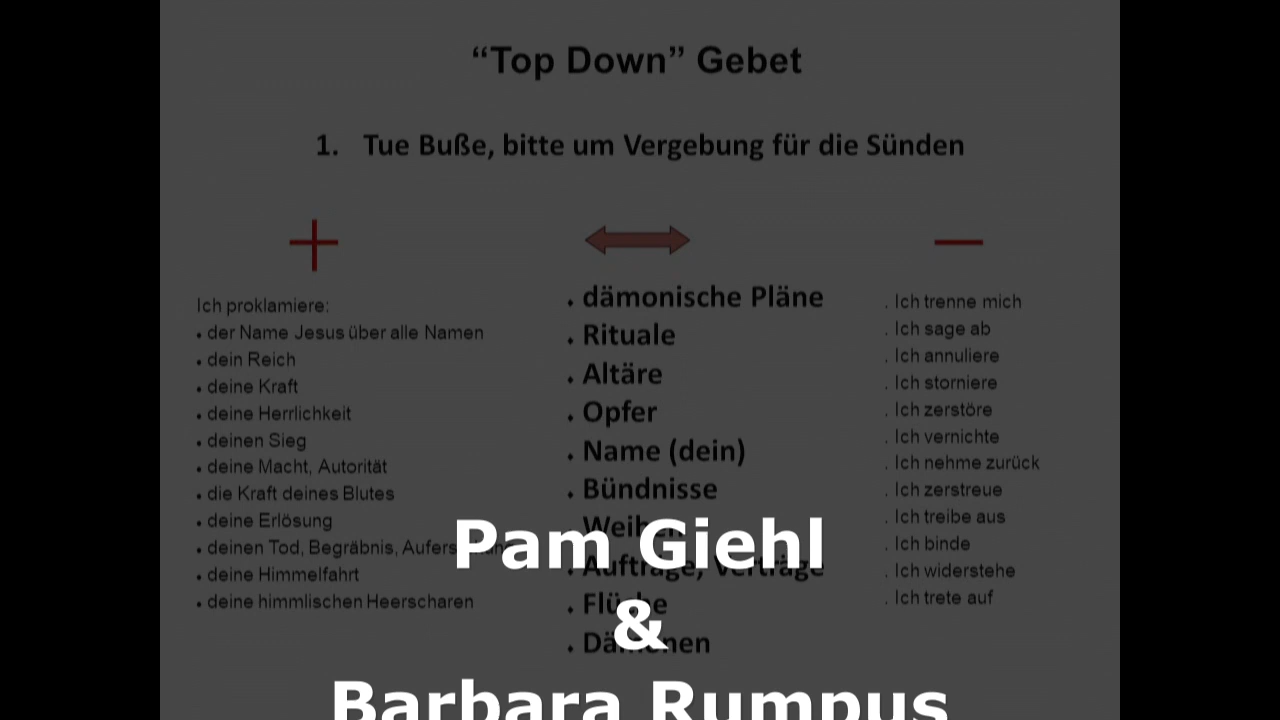 “Top Down” Gebet
1. Tue Buße, bitte um Vergebung für die Sünden
Ich proklamiere:
• der Name Jesus über alle Namen
• dein Reich
• deine Kraft
• deine Herrlichkeit
• deinen Sieg
• deine Macht, Autorität
• die Kraft deines Blutes
• deine Erlösung
• deinen Tod, Begräbnis,
• deine Himmelfahrt
• deine himmlischen Heerscharen
. dämonische Pläne
. Rituale
. Altäre
. Opfer
. Name (dein)
. Bündnisse
. Weihen
. Aufträge, Verträge
. Flüche
. Dämonen
. Ich trenne mich
. Ich sage ab
. Ich annuliere
. Ich storniere
. Ich zerstöre
. Ich vernichte
. Ich nehme zurück
. Ich zerstreue
. Ich treibe aus
. Ich binde
. Ich widerstehe
. Ich trete auf
Pam Giehl
&
Barbara Rumpus